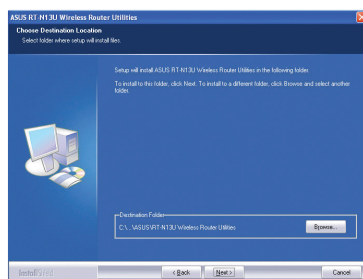 ASUS RT-N13U Wireless Router Utilities
Choose Destination Location
Select folder where setup will install files.
Setup will install ASUS RT-N13U Wireless Router Utilities in the following folder.
To install to this folder, click Next. To install to a different folder, click Browse and select another
folder.
Destination Folder
C:\...\ASUS\RT-N13U Wireless Router Utilities
Browse...
InstallShield
< Back
Next >
Cancel